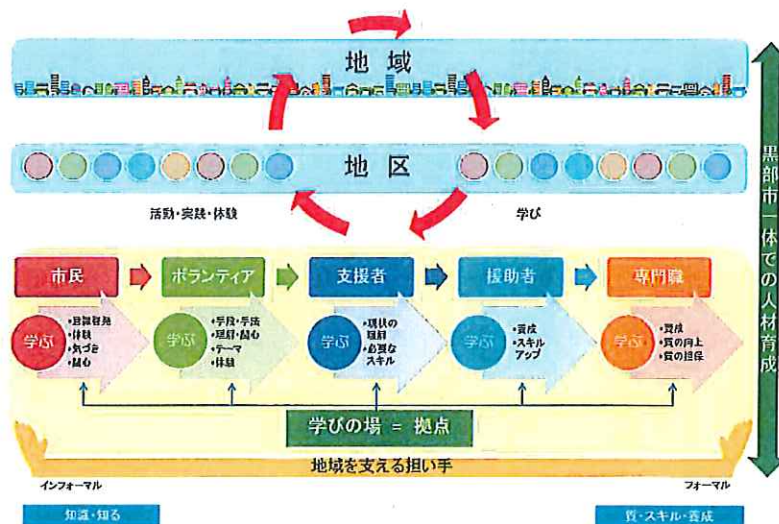 地域
地区
活動・実践・体験
学び
黒部市一体での人材育成
市民
ボランティア
支援者
援助者
専門職
学ぶ
・意識啓発
・体験
・気づき
・関心
学ぶ
・手段・手法
・理解・関心
・テーマ
・体験
学ぶ
・現状の
理解
・必要な
スキル
学ぶ
・養成
・スキル
アップ
学ぶ
・養成
・質の向上
・質の担保
学びの場 = 拠点
地域を支える担い手
インフォーマル
フォーマル
知識・知る
質・スキル・養成